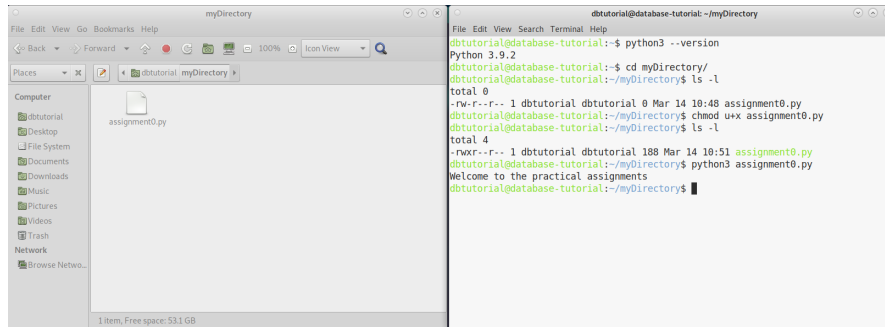 myDirectory
File Edit View Go Bookmarks Help
Back Forward 100% Icon View
Places dbtutorial myDirectory
Computer
dbtutorial
Desktop
File System
Documents
Downloads
Music
Pictures
Videos
Trash
Network
Browse Netwo...
assignment0.py
1 item, Free space: 53.1 GB
dbtutorial@database-tutorial: ~/myDirectory
File Edit View Search Terminal Help
dbtutorial@database-tutorial:~$ python3 --version
Python 3.9.2
dbtutorial@database-tutorial:~$ cd myDirectory/
dbtutorial@database-tutorial:~/myDirectory$ ls -l
total 0
-rw-r--r-- 1 dbtutorial dbtutorial 0 Mar 14 10:48 assignment0.py
dbtutorial@database-tutorial:~/myDirectory$ chmod u+x assignment0.py
dbtutorial@database-tutorial:~/myDirectory$ ls -l
total 4
-rwxr--r-- 1 dbtutorial dbtutorial 188 Mar 14 10:51 assignment0.py
dbtutorial@database-tutorial:~/myDirectory$ python3 assignment0.py
Welcome to the practical assignments
dbtutorial@database-tutorial:~/myDirectory$